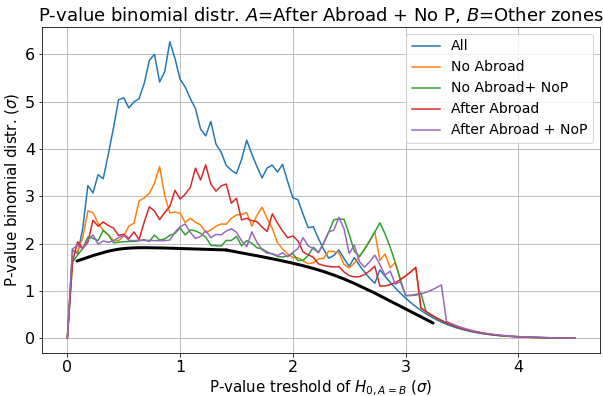 P-value binomial distr. A=After Abroad + No P, B=Other zones
All
No Abroad
No Abroad+ NoP
After Abroad
After Abroad + NoP
P-value binomial distr. (σ)
6
5
4
3
2
1
0
0 1 2 3 4
P-value treshold of H0, A = B (σ)